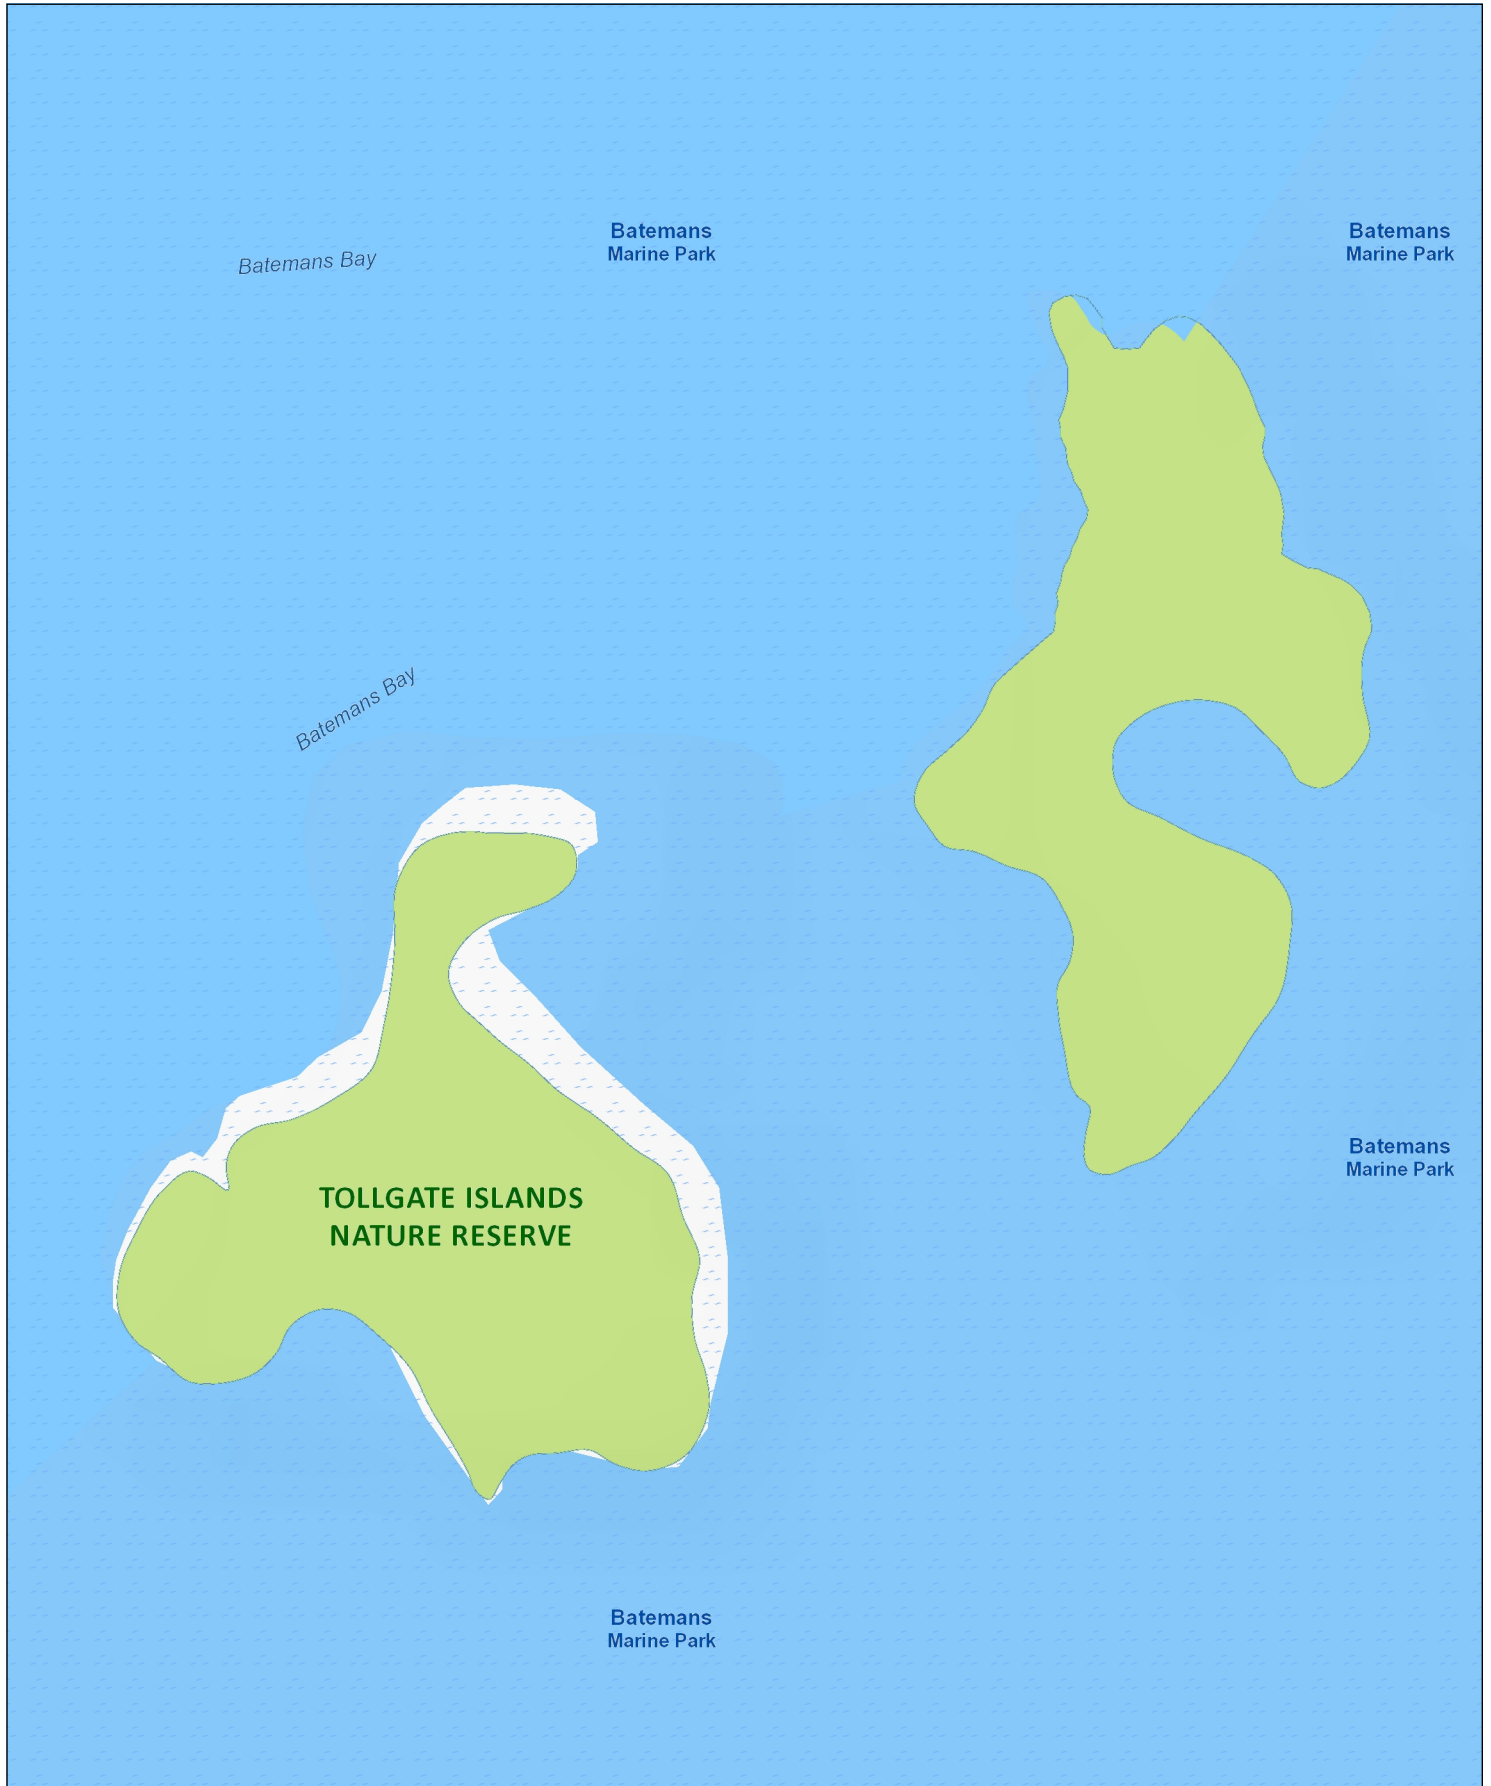 Batemans
Marine Park
Batemans
Marine Park
Batemans Bay
Batemans Bay
Batemans
Marine Park
TOLLGATE ISLANDS
NATURE RESERVE
Batemans
Marine Park